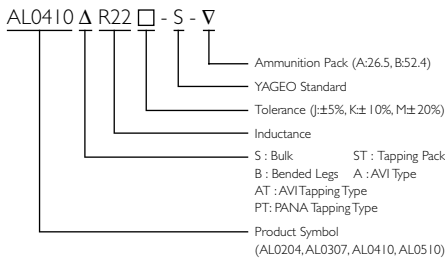 AL0410 Δ R22 □ - S - ∇
Ammunition Pack (A:26.5, B:52.4)
YAGEO Standard
Tolerance (J:±5%, K:±10%, M±20%)
Inductance
S : Bulk ST : Tapping Pack
B : Bended Legs A : AVI Type
AT : AVI Tapping Type
PT: PANA Tapping Type
Product Symbol
(AL0204, AL0307, AL0410, AL0510)